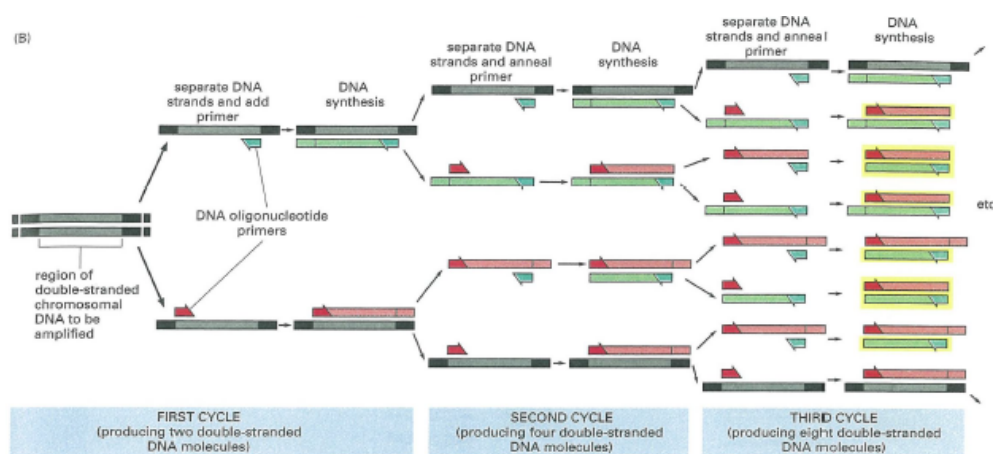 (B)
separate DNA
strands and add
primer
DNA
synthesis
separate DNA
strands and anneal
primer
DNA
synthesis
separate DNA
strands and anneal
primer
DNA
synthesis
DNA oligonucleotide
primers
region of
double-stranded
chromosomal
DNA to be
amplified
etc
FIRST CYCLE
(producing two double-stranded
DNA molecules)
SECOND CYCLE
(producing four double-stranded
DNA molecules)
THIRD CYCLE
(producing eight double-stranded
DNA molecules)